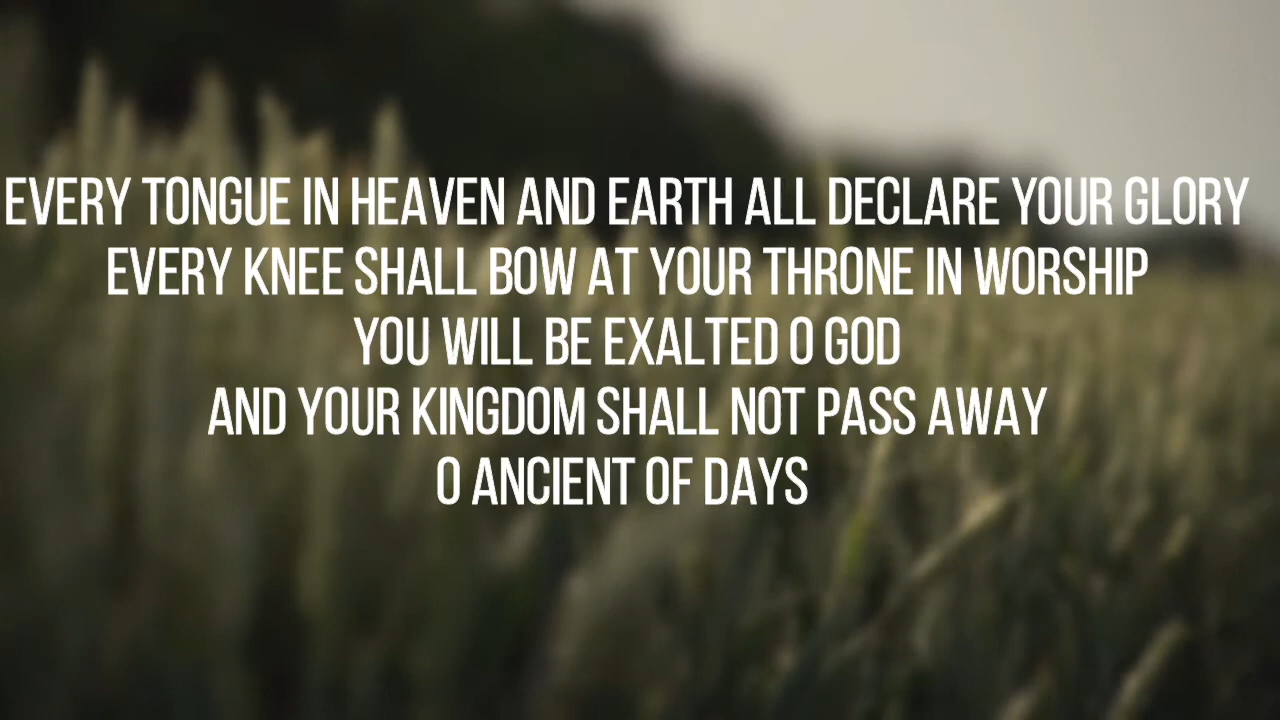 EVERY TONGUE IN HEAVEN AND EARTH ALL DECLARE YOUR GLORY
EVERY KNEE SHALL BOW AT YOUR THRONE IN WORSHIP
YOU WILL BE EXALTED O GOD
AND YOUR KINGDOM SHALL NOT PASS AWAY
O ANCIENT OF DAYS